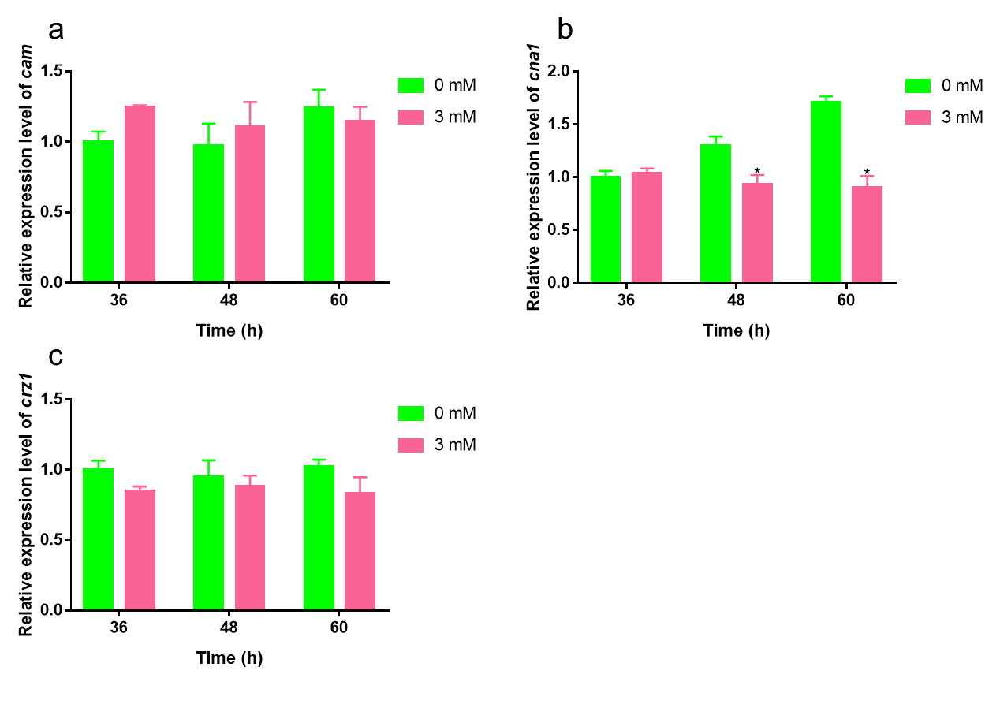 a
Relative expression level of cam
1.5
1.0
0.5
0.0
36 48 60
Time (h)
0 mM
3 mM
b
Relative expression level of cna1
2.0
1.5
1.0
0.5
0.0
* *
36 48 60
Time (h)
0 mM
3 mM
c
Relative expression level of crz1
1.5
1.0
0.5
0.0
36 48 60
Time (h)
0 mM
3 mM